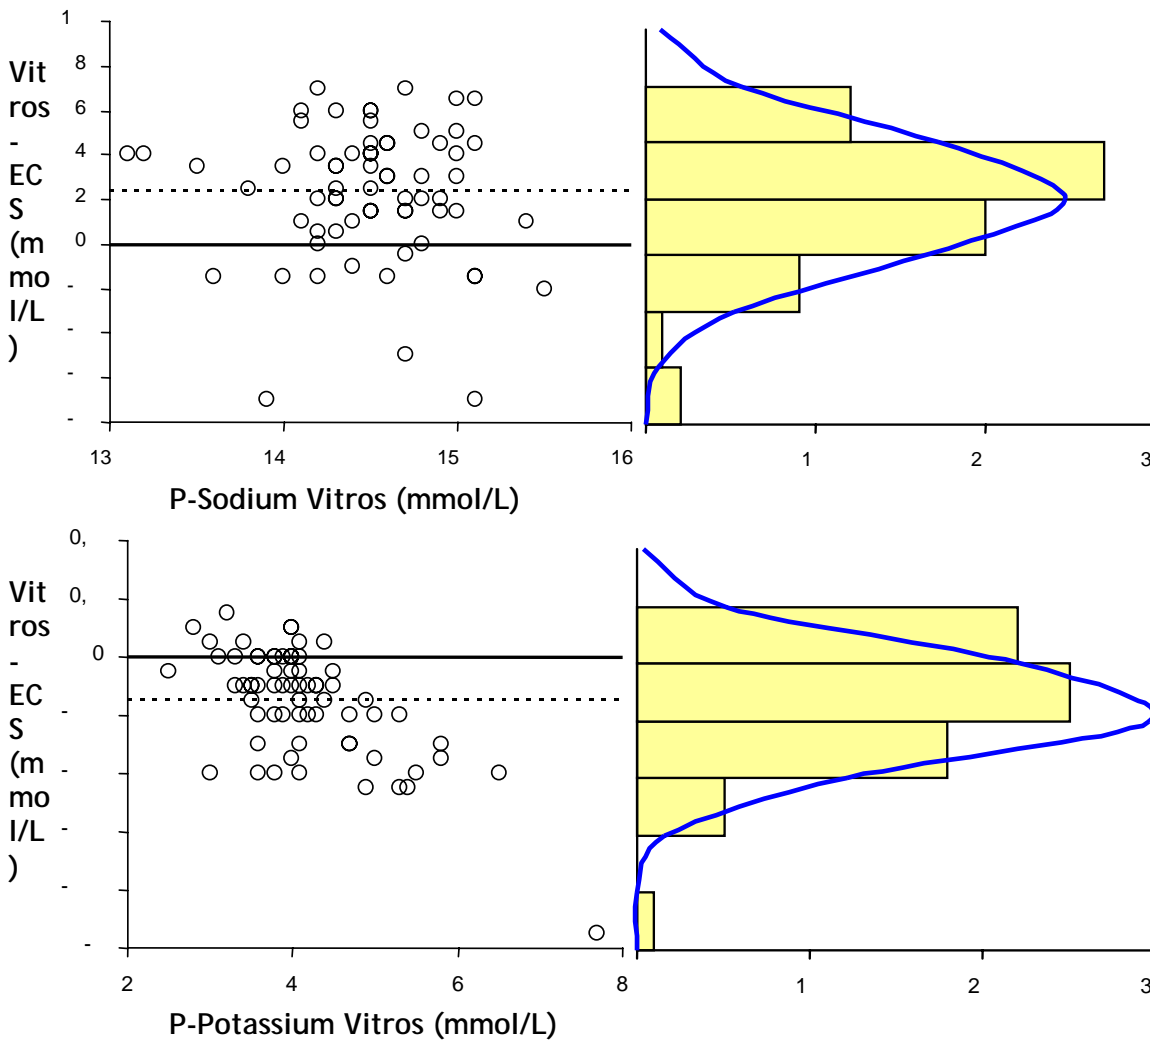 1
8
6
4
2
0
-
-
-
-
Vit
ros
-
EC
S
(m
mo
l/L
)
13
14
15
16
P-Sodium Vitros (mmol/L)
1
2
3
0,
0,
0
-
-
-
-
-
Vit
ros
-
EC
S
(m
mo
l/L
)
2
4
6
8
P-Potassium Vitros (mmol/L)
1
2
3